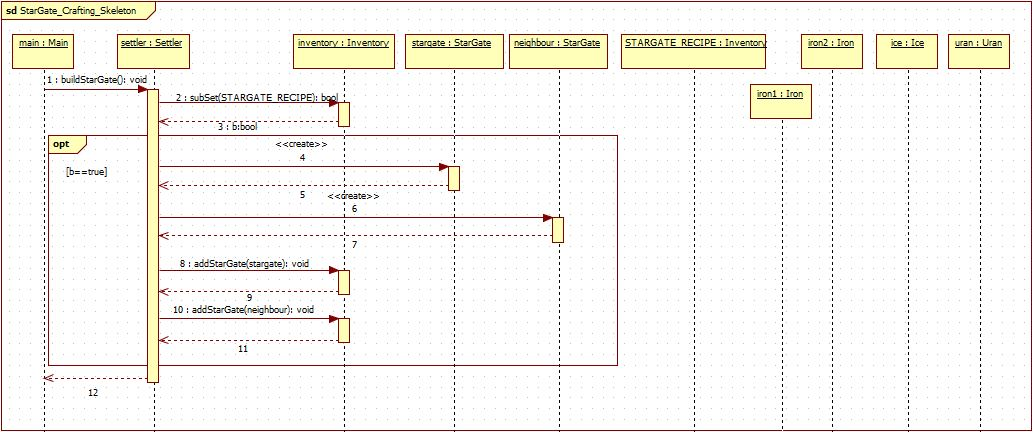 sd StarGate_Crafting_Skeleton
main : Main
settler : Settler
inventory : Inventory
stargate : StarGate
neighbour : StarGate
STARGATE_RECIPE : Inventory
iron2 : Iron
ice : Ice
uran : Uran
iron1 : Iron
1 : buildStarGate(): void
2 : subSet(STARGATE_RECIPE): bool
3 : b:bool
opt
[b==true]
<<create>>
4
5
<<create>>
6
7
8 : addStarGate(stargate): void
9
10 : addStarGate(neighbour): void
11
12